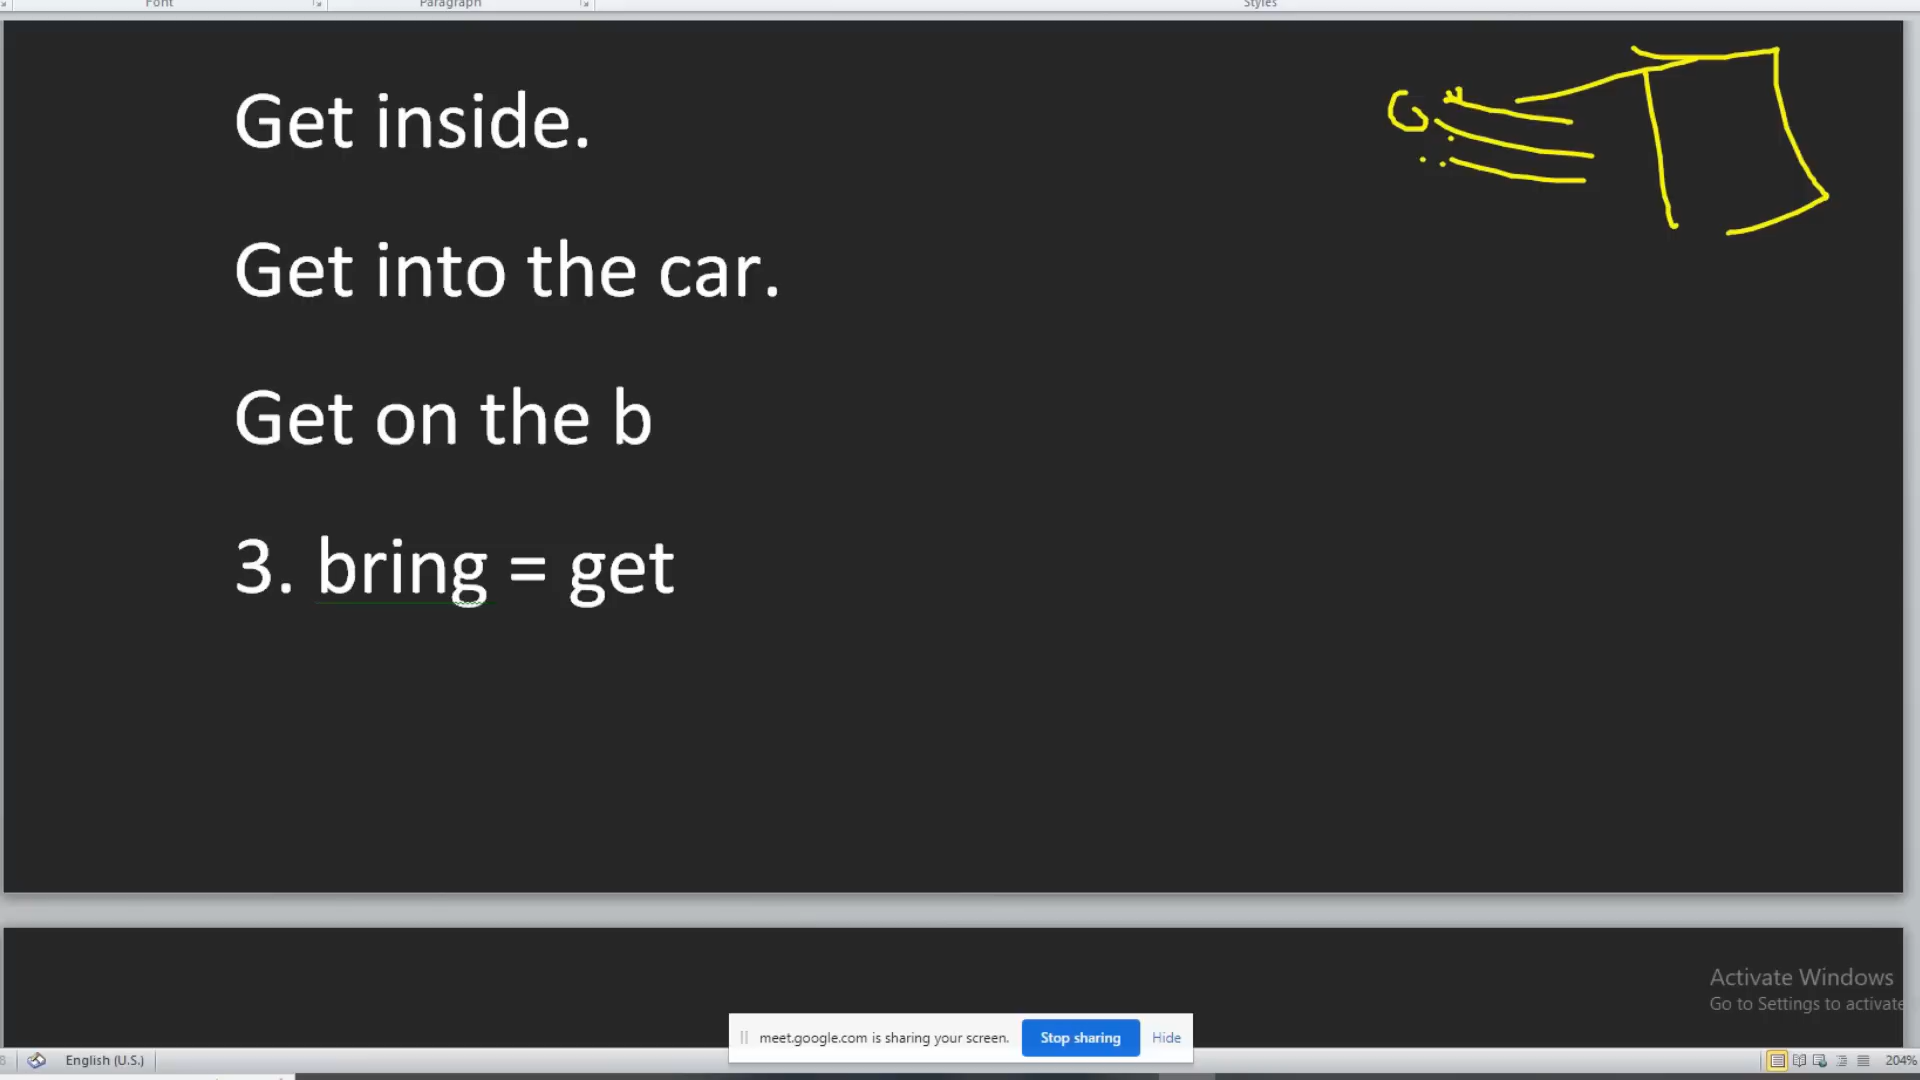 Font
Paragraph
Styles
Get inside.
Get into the car.
Get on the b
3. bring = get
Activate Windows
Go to Settings to activate
meet.google.com is sharing your screen.
Stop sharing
Hide
English (U.S.)
204%